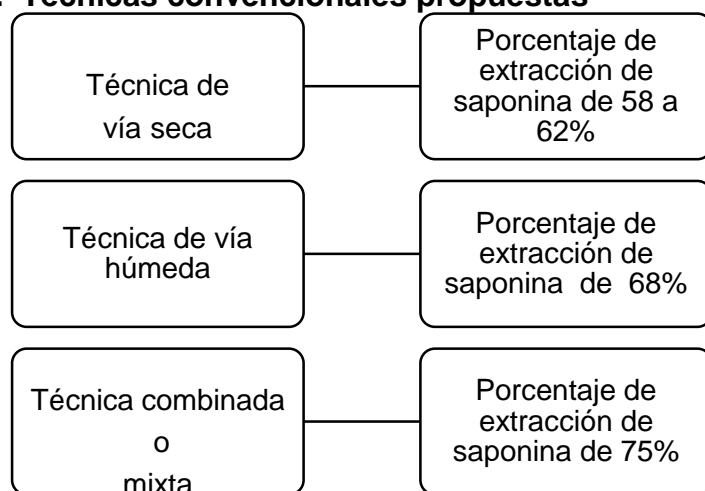 Técnicas convencionales propuestas
Técnica de
vía seca
Porcentaje de
extracción de
saponina de 58 a
62%
Técnica de vía
húmeda
Porcentaje de
extracción de
saponina de 68%
Técnica combinada
o
mixta
Porcentaje de
extracción de
saponina de 75%